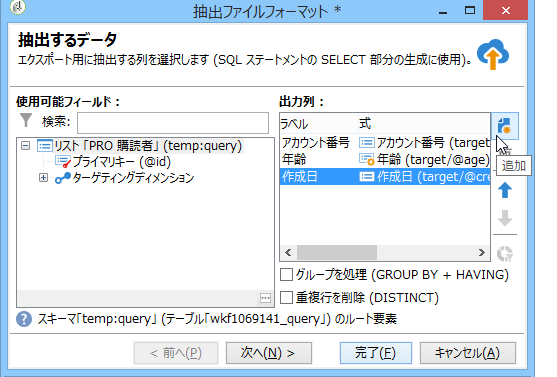 抽出ファイルフォーマット *
抽出するデータ
エクスポート用に抽出する列を選択します (SQL ステートメントの SELECT 部分の生成に使用)。
使用可能フィールド：
検索:
リスト「PRO 購読者」 (temp:query)
プライマリキー (@id)
ターゲティングディメンション
出力列：
ラベル 式
アカウント番号 アカウント番号 (target
年齢 年齢 (target/@age)
作成日 作成日 (target/@cre
追加
グループを処理 (GROUP BY + HAVING)
重複行を削除 (DISTINCT)
スキーマ「temp:query」 (テーブル「wkf1069141_query」) のルート要素
< 前へ(P)
次へ(N) >
完了(F)
キャンセル(A)